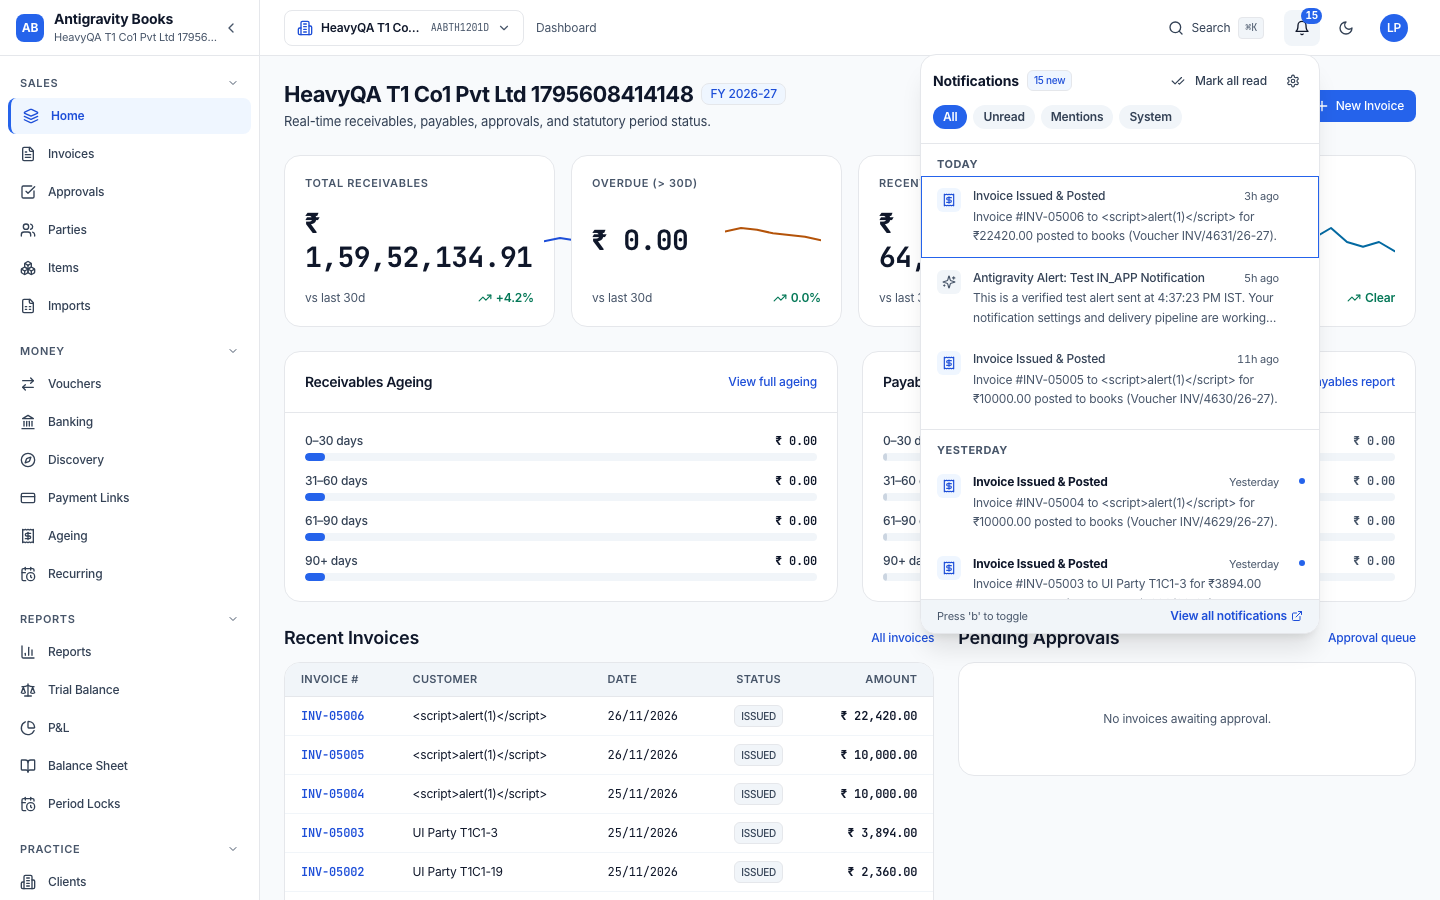 AB
Antigravity Books
HeavyQA T1 Co1 Pvt Ltd 17956...
SALES
Home
Invoices
Approvals
Parties
Items
Imports
MONEY
Vouchers
Banking
Discovery
Payment Links
Ageing
Recurring
REPORTS
Reports
Trial Balance
P&L
Balance Sheet
Period Locks
PRACTICE
Clients
HeavyQA T1 Co... AABTH1201D
Dashboard
Search ⌘K
15
LP
HeavyQA T1 Co1 Pvt Ltd 1795608414148 FY 2026-27
Real-time receivables, payables, approvals, and statutory period status.
New Invoice
TOTAL RECEIVABLES
₹
1,59,52,134.91
vs last 30d +4.2%
OVERDUE (> 30D)
₹ 0.00
vs last 30d 0.0%
RECEN
₹
64,
vs last 3
Clear
Receivables Ageing View full ageing
0–30 days ₹ 0.00
31–60 days ₹ 0.00
61–90 days ₹ 0.00
90+ days ₹ 0.00
Payab
ayables report
0–30 d ₹ 0.00
31–60 ₹ 0.00
61–90 ₹ 0.00
90+ da ₹ 0.00
Notifications 15 new Mark all read
All Unread Mentions System
TODAY
Invoice Issued & Posted 3h ago
Invoice #INV-05006 to <script>alert(1)</script> for
₹22420.00 posted to books (Voucher INV/4631/26-27).
Antigravity Alert: Test IN_APP Notification 5h ago
This is a verified test alert sent at 4:37:23 PM IST. Your
notification settings and delivery pipeline are working...
Invoice Issued & Posted 11h ago
Invoice #INV-05005 to <script>alert(1)</script> for
₹10000.00 posted to books (Voucher INV/4630/26-27).
YESTERDAY
Invoice Issued & Posted Yesterday
Invoice #INV-05004 to <script>alert(1)</script> for
₹10000.00 posted to books (Voucher INV/4629/26-27).
Invoice Issued & Posted Yesterday
Invoice #INV-05003 to UI Party T1C1-3 for ₹3894.00
Press 'b' to toggle View all notifications
Recent Invoices All invoices
INVOICE # CUSTOMER DATE STATUS AMOUNT
INV-05006 <script>alert(1)</script> 26/11/2026 ISSUED ₹ 22,420.00
INV-05005 <script>alert(1)</script> 26/11/2026 ISSUED ₹ 10,000.00
INV-05004 <script>alert(1)</script> 25/11/2026 ISSUED ₹ 10,000.00
INV-05003 UI Party T1C1-3 25/11/2026 ISSUED ₹ 3,894.00
INV-05002 UI Party T1C1-19 25/11/2026 ISSUED ₹ 2,360.00
Pending Approvals Approval queue
No invoices awaiting approval.